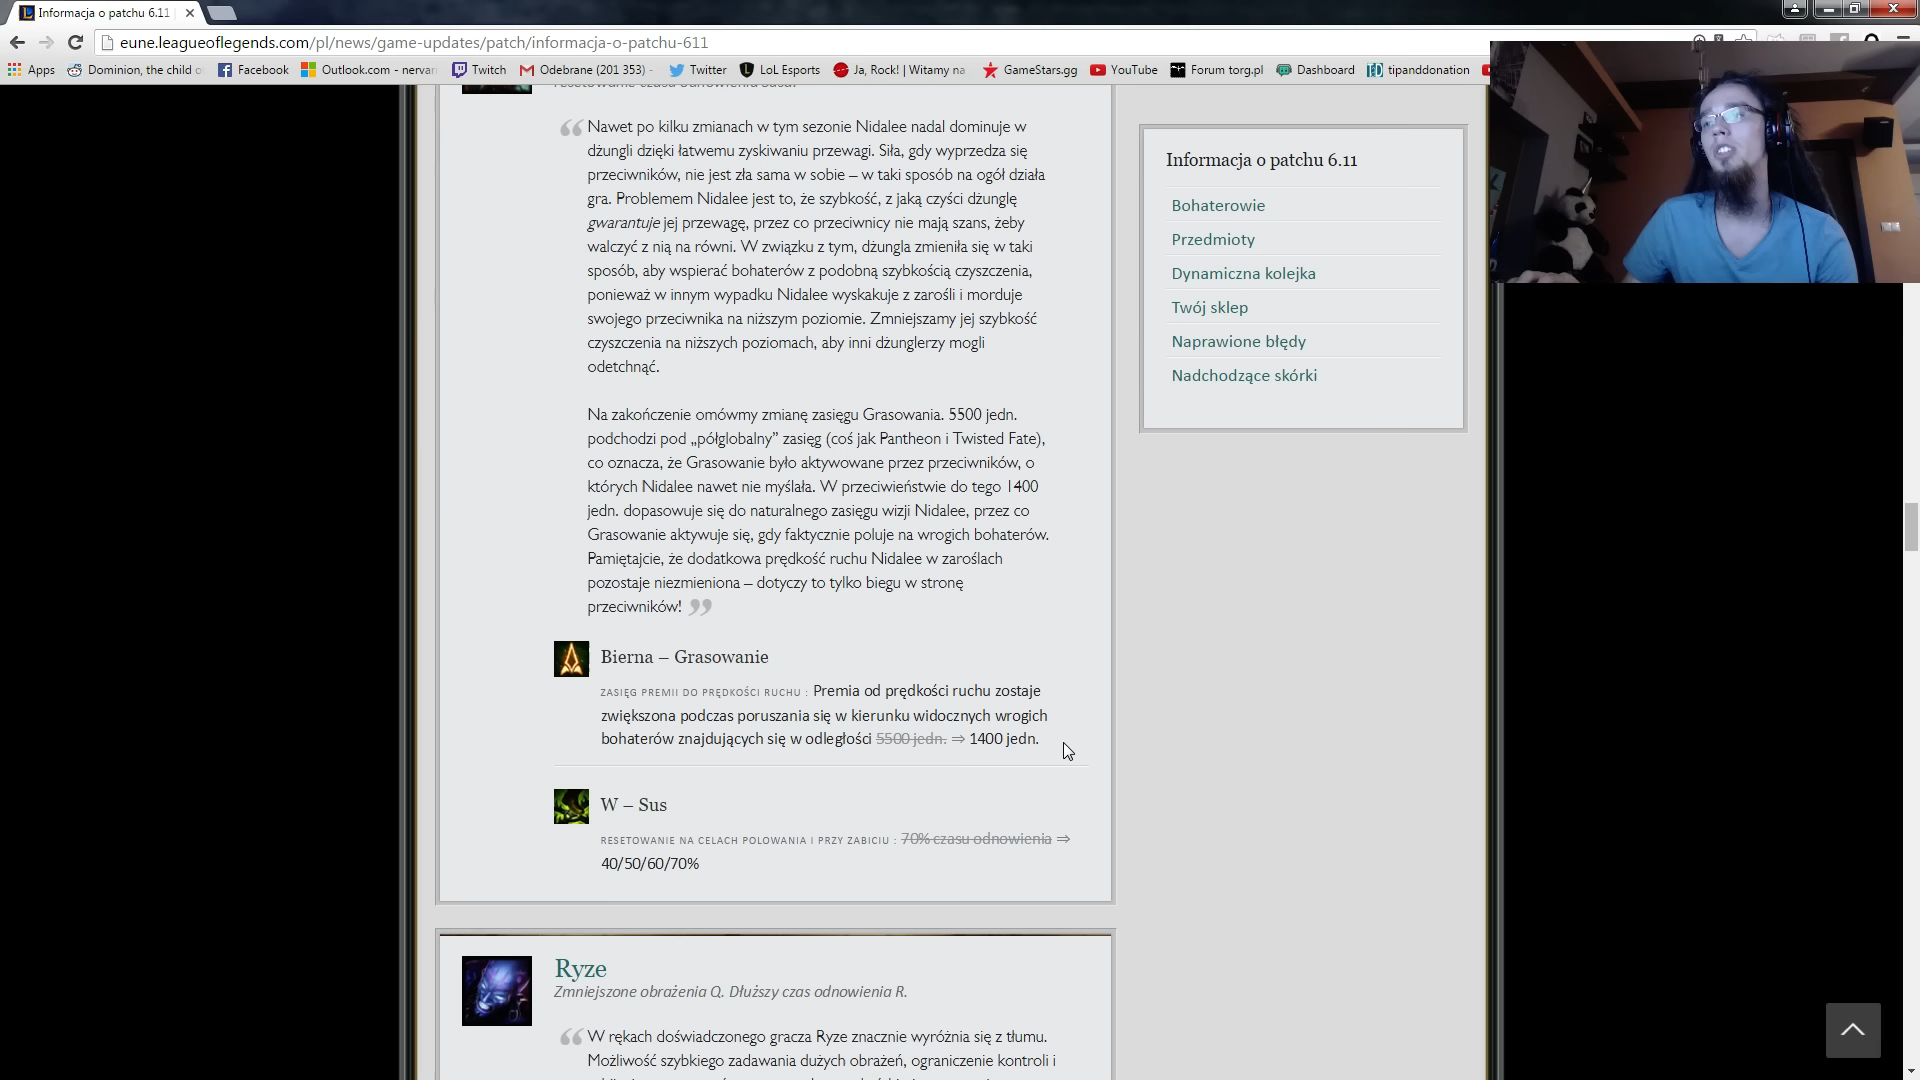 Informacja o patchu 6.11
eune.leagueoflegends.com/pl/news/game-updates/patch/informacja-o-patchu-611
Apps
Dominion, the child o
Facebook
Outlook.com - nervar
Twitch
Odebrane (201 353) -
Twitter
LoL Esports
Ja, Rock! | Witamy na
GameStars.gg
YouTube
Forum torg.pl
Dashboard
tipanddonation
“ Nawet po kilku zmianach w tym sezonie Nidalee nadal dominuje w
dżungli dzięki łatwemu zyskiwaniu przewagi. Siła, gdy wyprzedza się
przeciwników, nie jest zła sama w sobie – w taki sposób na ogół działa
gra. Problemem Nidalee jest to, że szybkość, z jaką czyści dżunglę
gwarantuje jej przewagę, przez co przeciwnicy nie mają szans, żeby
walczyć z nią na równi. W związku z tym, dżungla zmieniła się w taki
sposób, aby wspierać bohaterów z podobną szybkością czyszczenia,
ponieważ w innym wypadku Nidalee wyskakuje z zarośli i morduje
swojego przeciwnika na niższym poziomie. Zmniejszamy jej szybkość
czyszczenia na niższych poziomach, aby inni dżunglerzy mogli
odetchnąć.
Na zakończenie omówmy zmianę zasięgu Grasowania. 5500 jedn.
podchodzi pod „półglobalny” zasięg (coś jak Pantheon i Twisted Fate),
co oznacza, że Grasowanie było aktywowane przez przeciwników, o
których Nidalee nawet nie myślała. W przeciwieństwie do tego 1400
jedn. dopasowuje się do naturalnego zasięgu wizji Nidalee, przez co
Grasowanie aktywuje się, gdy faktycznie poluje na wrogich bohaterów.
Pamiętajcie, że dodatkowa prędkość ruchu Nidalee w zaroślach
pozostaje niezmieniona – dotyczy to tylko biegu w stronę
przeciwników! ”
Bierna – Grasowanie
ZASIĘG PREMII DO PRĘDKOŚCI RUCHU : Premia od prędkości ruchu zostaje
zwiększona podczas poruszania się w kierunku widocznych wrogich
bohaterów znajdujących się w odległości 5500 jedn. ⇒ 1400 jedn.
W – Sus
RESETOWANIE NA CELACH POLOWANIA I PRZY ZABICIU : 70% czasu odnowienia ⇒
40/50/60/70%
Ryze
Zmniejszone obrażenia Q. Dłuższy czas odnowienia R.
“ W rękach doświadczonego gracza Ryze znacznie wyróżnia się z tłumu.
Możliwość szybkiego zadawania dużych obrażeń, ograniczenie kontroli i
Informacja o patchu 6.11
Bohaterowie
Przedmioty
Dynamiczna kolejka
Twój sklep
Naprawione błędy
Nadchodzące skórki